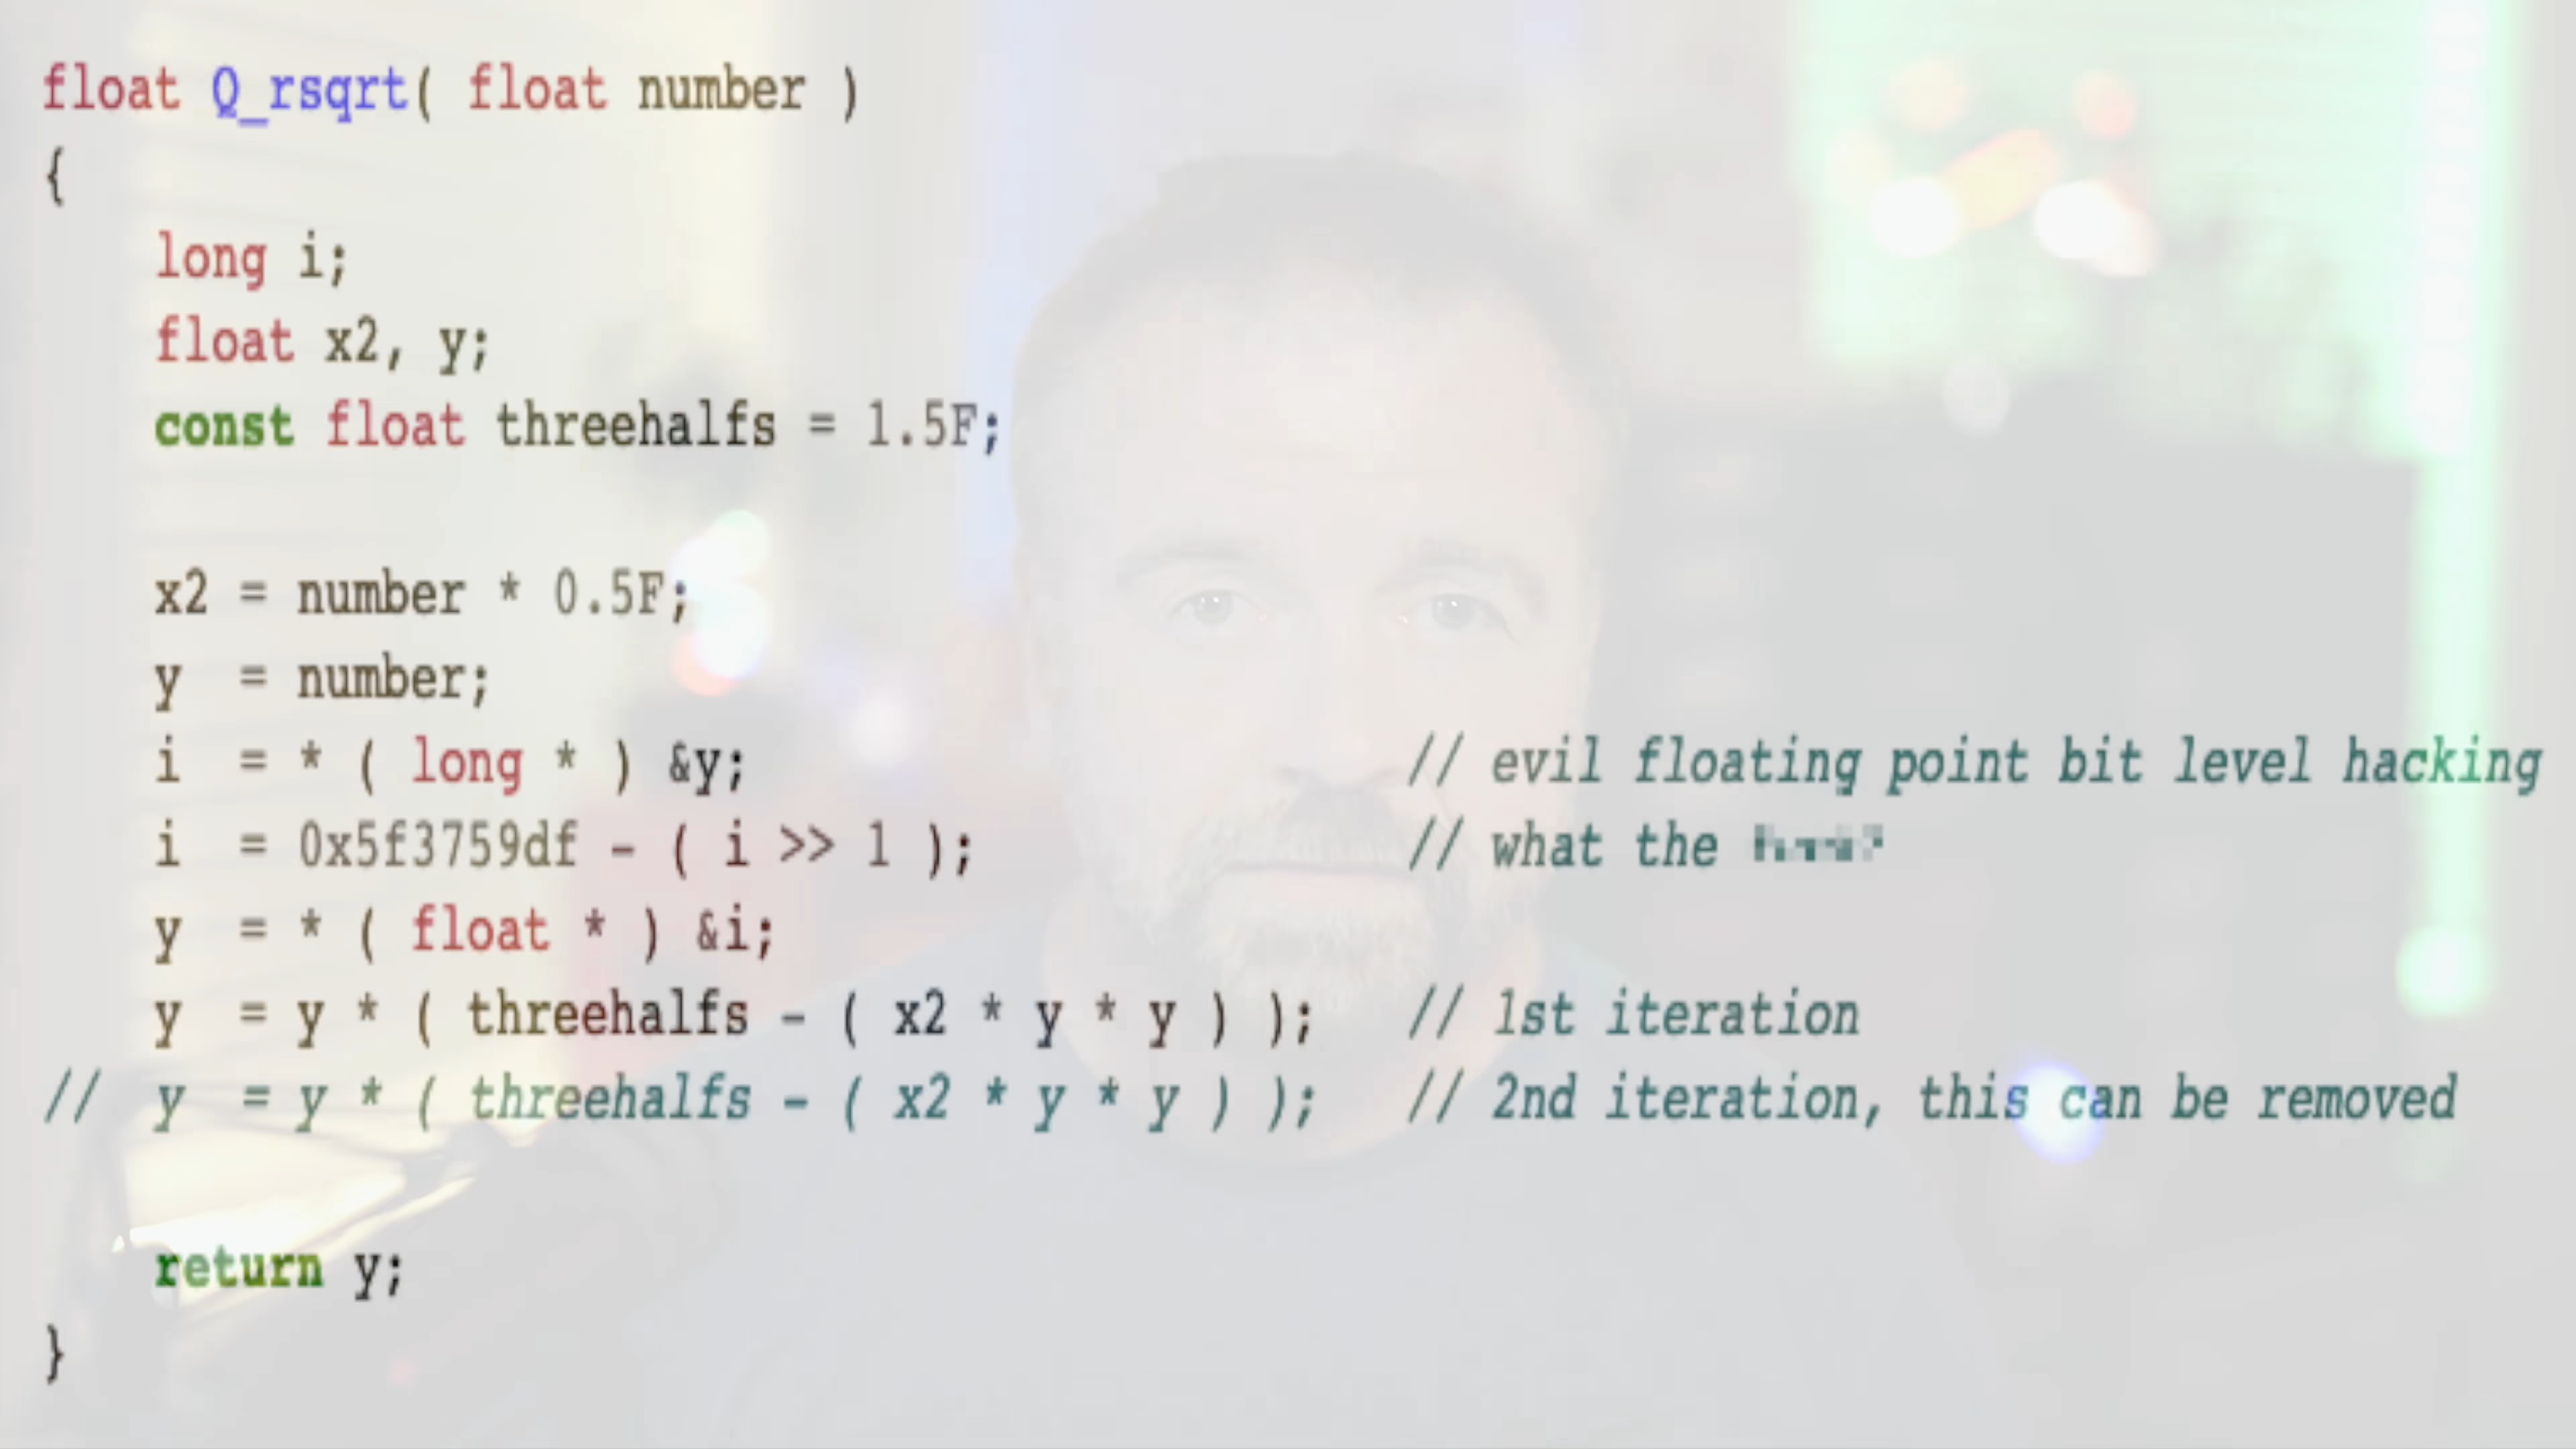 float Q_rsqrt( float number )
{
    long i;
    float x2, y;
    const float threehalfs = 1.5F;

    x2 = number * 0.5F;
    y  = number;
    i  = * ( long * ) &y;                       // evil floating point bit level hacking
    i  = 0x5f3759df - ( i >> 1 );               // what the
    y  = * ( float * ) &i;
    y  = y * ( threehalfs - ( x2 * y * y ) );   // 1st iteration
//  y  = y * ( threehalfs - ( x2 * y * y ) );   // 2nd iteration, this can be removed

    return y;
}